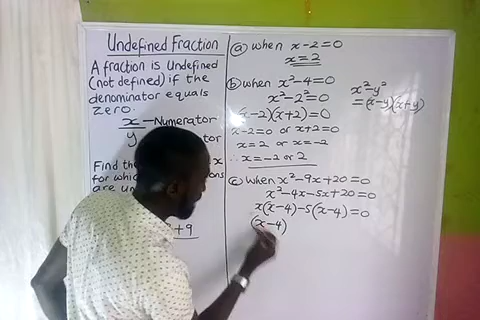 Undefined Fraction
A fraction is Undefined
(not defined) if the
denominator equals
zero.
x — Numerator
y
Find the x
for which
are un
+ 9
(a) when x-2=0
x=2
(b) when x²-4=0
x²-2²=0
(x-2)(x+2)=0
x-2=0 or x+2=0
x=2 or x=-2
∴ x=-2 or 2
x²-y²
=(x-y)(x+y)
(c) When x²-9x+20=0
x²-4x-5x+20=0
x(x-4)-5(x-4)=0
(x-4)